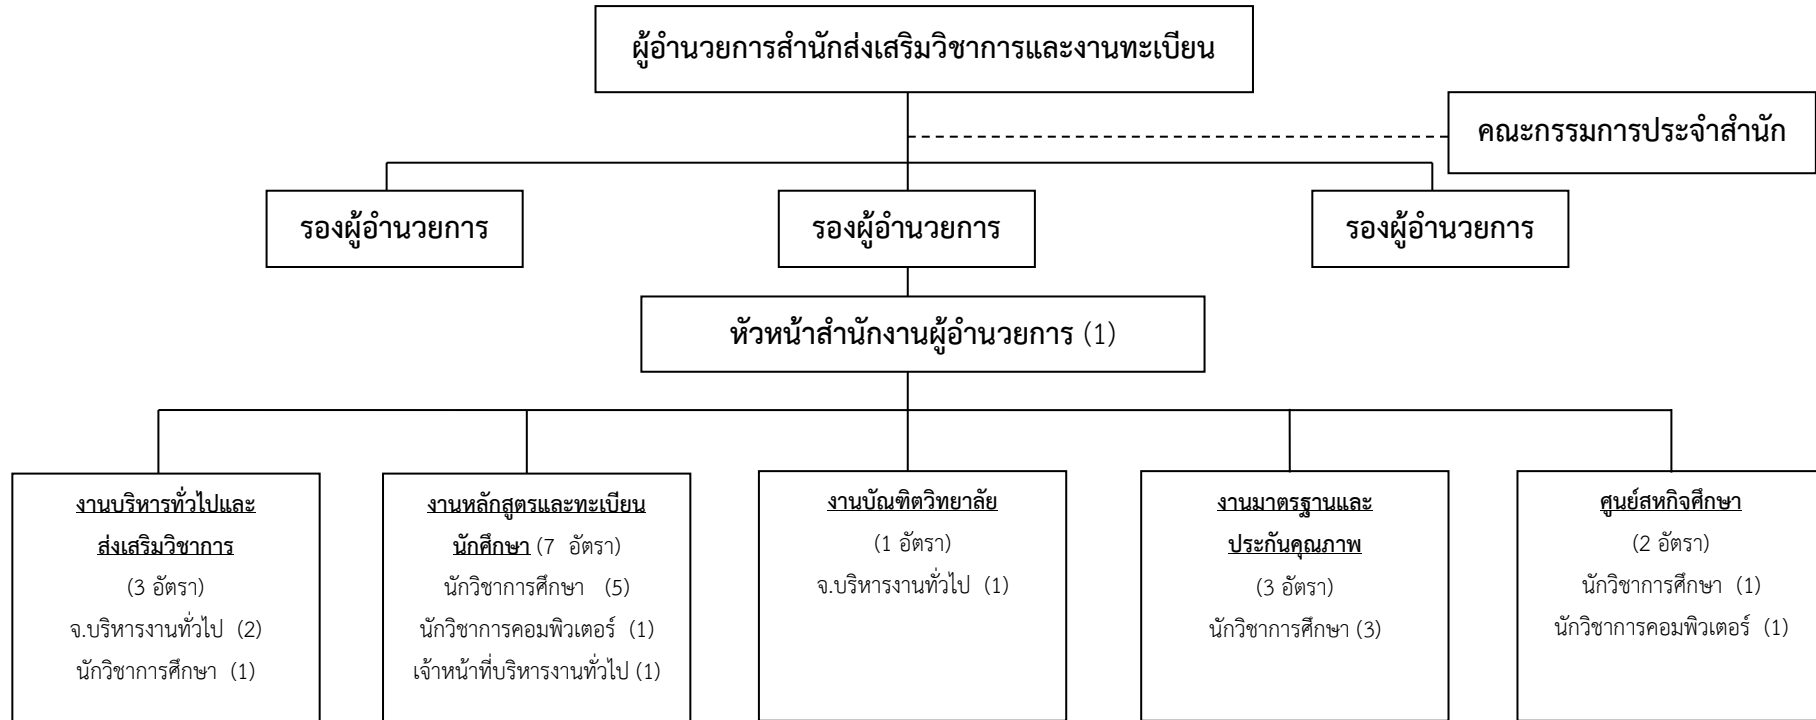 ผู้อำนวยการสำนักส่งเสริมวิชาการและงานทะเบียน
คณะกรรมการประจำสำนัก
รองผู้อำนวยการ
รองผู้อำนวยการ
รองผู้อำนวยการ
หัวหน้าสำนักงานผู้อำนวยการ (1)
งานบริหารทั่วไปและ
ส่งเสริมวิชาการ
(3 อัตรา)
จ.บริหารงานทั่วไป (2)
นักวิชาการศึกษา (1)
งานหลักสูตรและทะเบียน
นักศึกษา (7 อัตรา)
นักวิชาการศึกษา (5)
นักวิชาการคอมพิวเตอร์ (1)
เจ้าหน้าที่บริหารงานทั่วไป (1)
งานบัณฑิตวิทยาลัย
(1 อัตรา)
จ.บริหารงานทั่วไป (1)
งานมาตรฐานและ
ประกันคุณภาพ
(3 อัตรา)
นักวิชาการศึกษา (3)
ศูนย์สหกิจศึกษา
(2 อัตรา)
นักวิชาการศึกษา (1)
นักวิชาการคอมพิวเตอร์ (1)